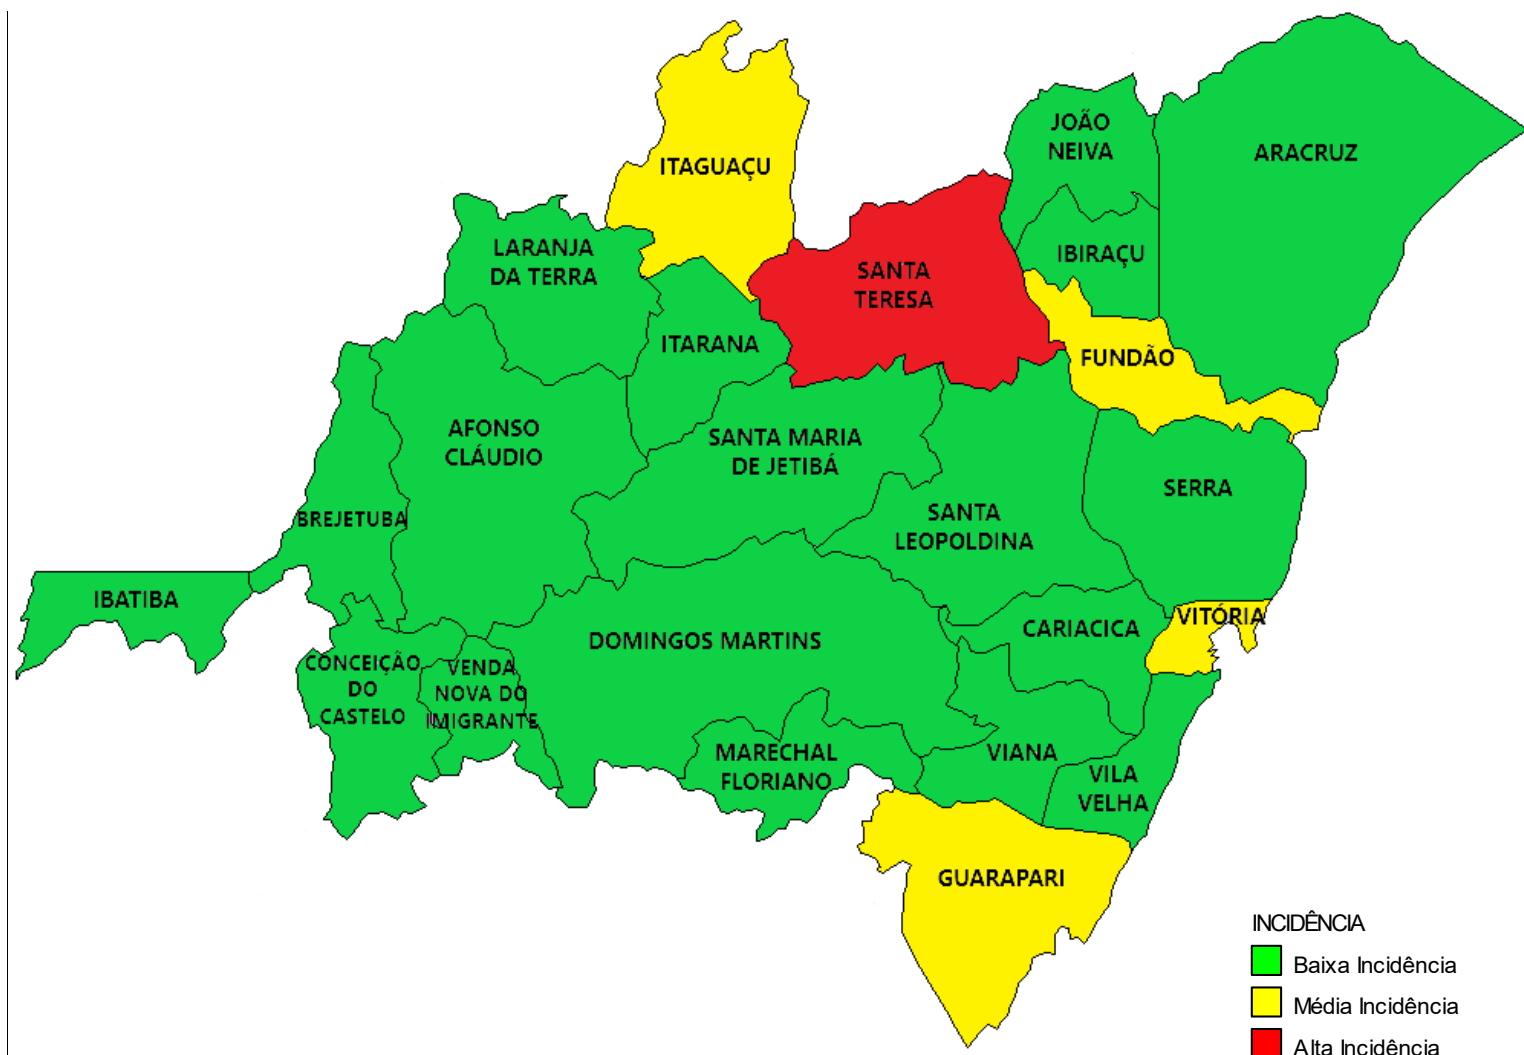 JOÃO
NEIVA
ARACRUZ
ITAGUAÇU
LARANJA
DA TERRA
IBIRAÇU
SANTA
TERESA
ITARANA
FUNDÃO
AFONSO
CLÁUDIO
SANTA MARIA
DE JETIBÁ
SERRA
BREJETUBA
SANTA
LEOPOLDINA
IBATIBA
VITÓRIA
CARIACICA
DOMINGOS MARTINS
CONCEIÇÃO
DO
CASTELO
VENDA
NOVA DO
IMIGRANTE
MARECHAL
FLORIANO
VIANA
VILA
VELHA
GUARAPARI
INCIDÊNCIA
Baixa Incidência
Média Incidência
Alta Incidência